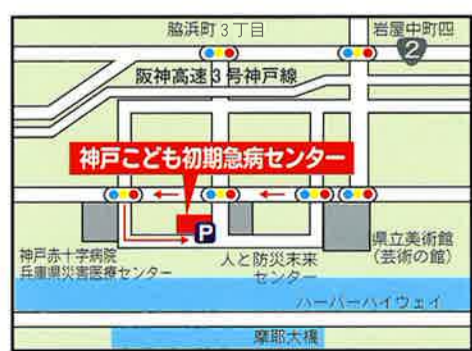 脇浜町3丁目
岩屋中町四
2
阪神高速3号神戸線
神戸こども初期急病センター
P
神戸赤十字病院
兵庫県災害医療センター
人と防災未来
センター
県立美術館
(芸術の館)
ハーバーハイウェイ
摩耶大橋